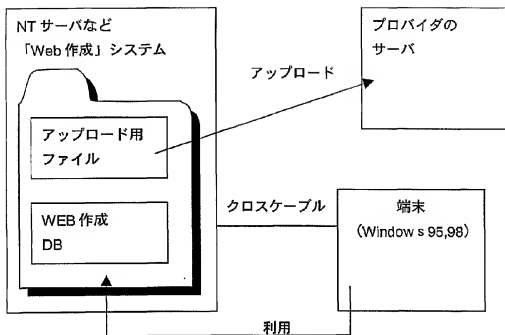 NTサーバなど
「Web作成」システム
プロバイダの
サーバ
アップロード
アップロード用
ファイル
WEB作成
DB
クロスケーブル
端末
(Window s 95,98)
利用